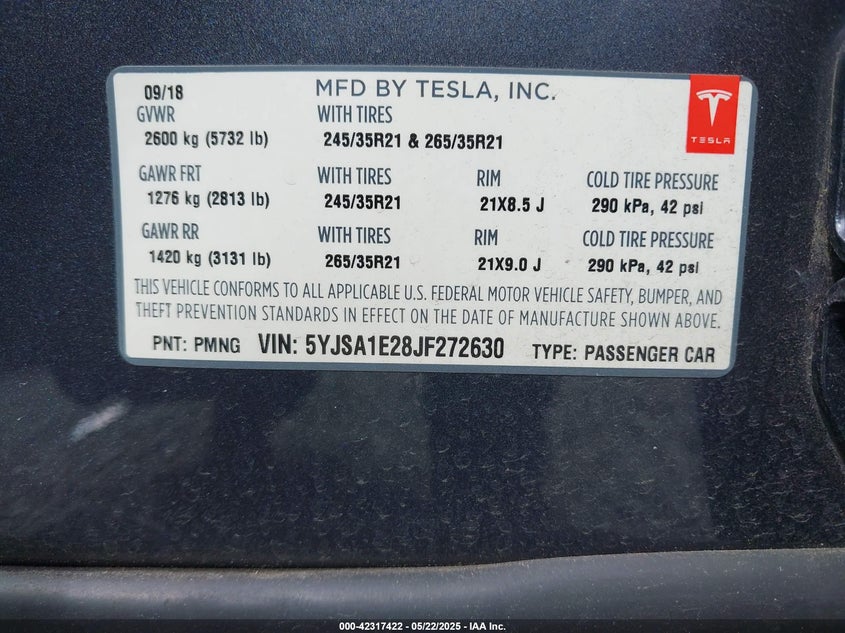 09/18 MFD BY TESLA, INC.
GVWR WITH TIRES
2600 kg (5732 lb) 245/35R21 & 265/35R21
TESLA
GAWR FRT WITH TIRES RIM COLD TIRE PRESSURE
1276 kg (2813 lb) 245/35R21 21X8.5 J 290 kPa, 42 psi
GAWR RR WITH TIRES RIM COLD TIRE PRESSURE
1420 kg (3131 lb) 265/35R21 21X9.0 J 290 kPa, 42 psi
THIS VEHICLE CONFORMS TO ALL APPLICABLE U.S. FEDERAL MOTOR VEHICLE SAFETY, BUMPER, AND
THEFT PREVENTION STANDARDS IN EFFECT ON THE DATE OF MANUFACTURE SHOWN ABOVE.
PNT: PMNG VIN: 5YJSA1E28JF272630 TYPE: PASSENGER CAR
000-42317422 - 05/22/2025 - IAA Inc.